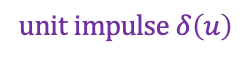 unit impulse 𝛿(𝑢)